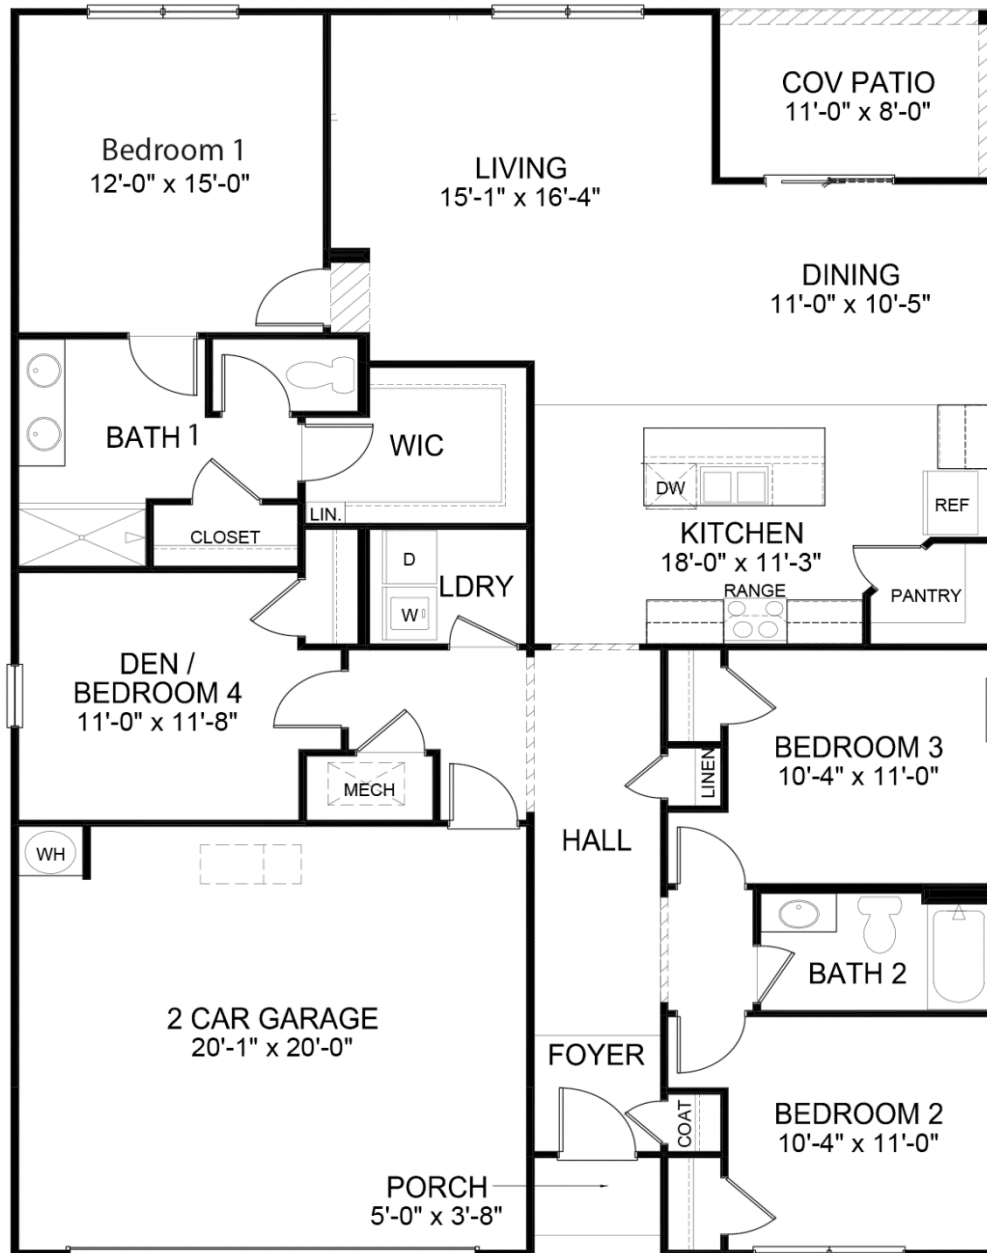 COV PATIO
11'-0" x 8'-0"
Bedroom 1
12'-0" x 15'-0"
LIVING
15'-1" x 16'-4"
DINING
11'-0" x 10'-5"
BATH 1
WIC
LIN.
CLOSET
DW
REF
KITCHEN
18'-0" x 11'-3"
RANGE
PANTRY
D
W
LDRY
DEN /
BEDROOM 4
11'-0" x 11'-8"
MECH
BEDROOM 3
10'-4" x 11'-0"
LINEN
HALL
WH
BATH 2
2 CAR GARAGE
20'-1" x 20'-0"
FOYER
COAT
BEDROOM 2
10'-4" x 11'-0"
PORCH
5'-0" x 3'-8"